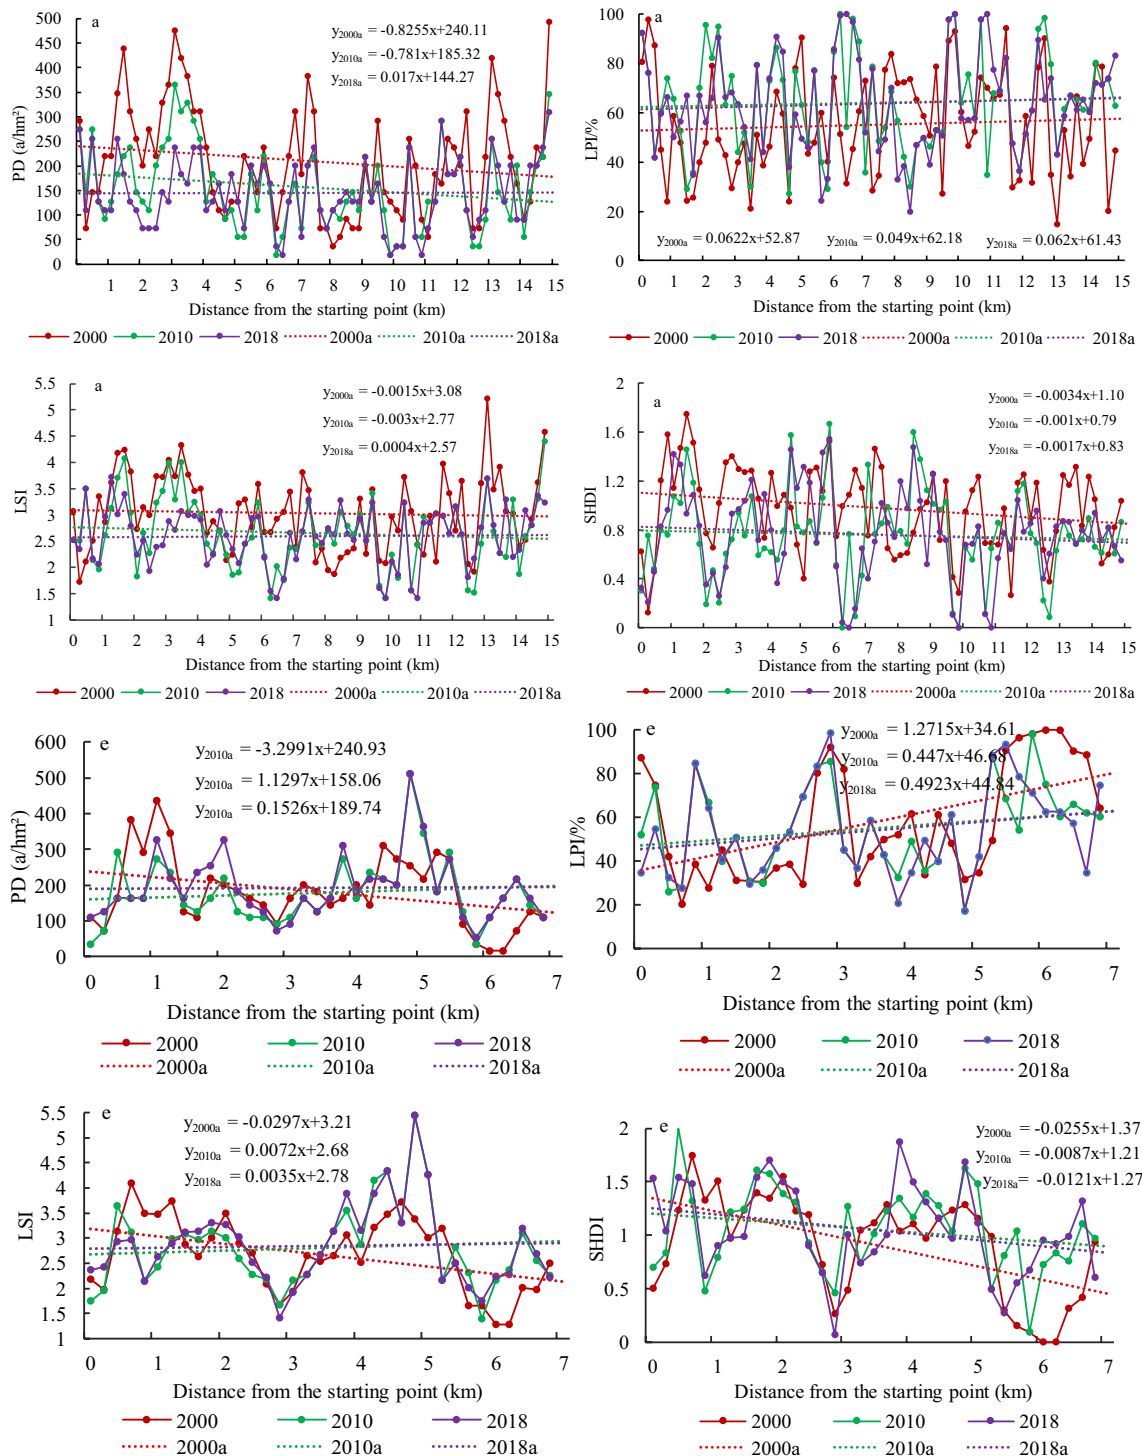 a
y2000a = -0.8255x+240.11
y2010a = -0.781x+185.32
y2018a = 0.017x+144.27
PD (a/hm²)
500
450
400
350
300
250
200
150
100
50
0
1 2 3 4 5 6 7 8 9 10 11 12 13 14 15
Distance from the starting point (km)
2000 2010 2018 2000a 2010a 2018a
a
LPI/%
100
80
60
40
20
0
y2000a = 0.0622x+52.87 y2010a = 0.049x+62.18 y2018a = 0.062x+61.43
0 1 2 3 4 5 6 7 8 9 10 11 12 13 14 15
Distance from the starting point (km)
2000 2010 2018 2000a 2010a 2018a
a
y2000a = -0.0015x+3.08
y2010a = -0.003x+2.77
y2018a = 0.0004x+2.57
LSI
5.5
5
4.5
4
3.5
3
2.5
2
1.5
1
0 1 2 3 4 5 6 7 8 9 10 11 12 13 14 15
Distance from the starting point (km)
2000 2010 2018 2000a 2010a 2018a
a
y2000a = -0.0034x+1.10
y2010a = -0.001x+0.79
y2018a = -0.0017x+0.83
SHDI
2
1.6
1.2
0.8
0.4
0
0 1 2 3 4 5 6 7 8 9 10 11 12 13 14 15
Distance from the starting point (km)
2000 2010 2018 2000a 2010a 2018a
e
y2010a = -3.2991x+240.93
y2010a = 1.1297x+158.06
y2010a = 0.1526x+189.74
PD (a/hm²)
600
500
400
300
200
100
0
0 1 2 3 4 5 6 7
Distance from the starting point (km)
2000 2010 2018
2000a 2010a 2018a
e
y2000a = 1.2715x+34.61
y2010a = 0.447x+46.68
y2018a = 0.4923x+44.84
LPI/%
100
80
60
40
20
0
0 1 2 3 4 5 6 7
Distance from the starting point (km)
2000 2010 2018
2000a 2010a 2018a
e
y2000a = -0.0297x+3.21
y2010a = 0.0072x+2.68
y2018a = 0.0035x+2.78
LSI
5.5
5
4.5
4
3.5
3
2.5
2
1.5
1
0 1 2 3 4 5 6 7
Distance from the starting point (km)
2000 2010 2018
2000a 2010a 2018a
e
y2000a = -0.0255x+1.37
y2010a = -0.0087x+1.21
y2018a = -0.0121x+1.27
SHDI
2
1.5
1
0.5
0
0 1 2 3 4 5 6 7
Distance from the starting point (km)
2000 2010 2018
2000a 2010a 2018a